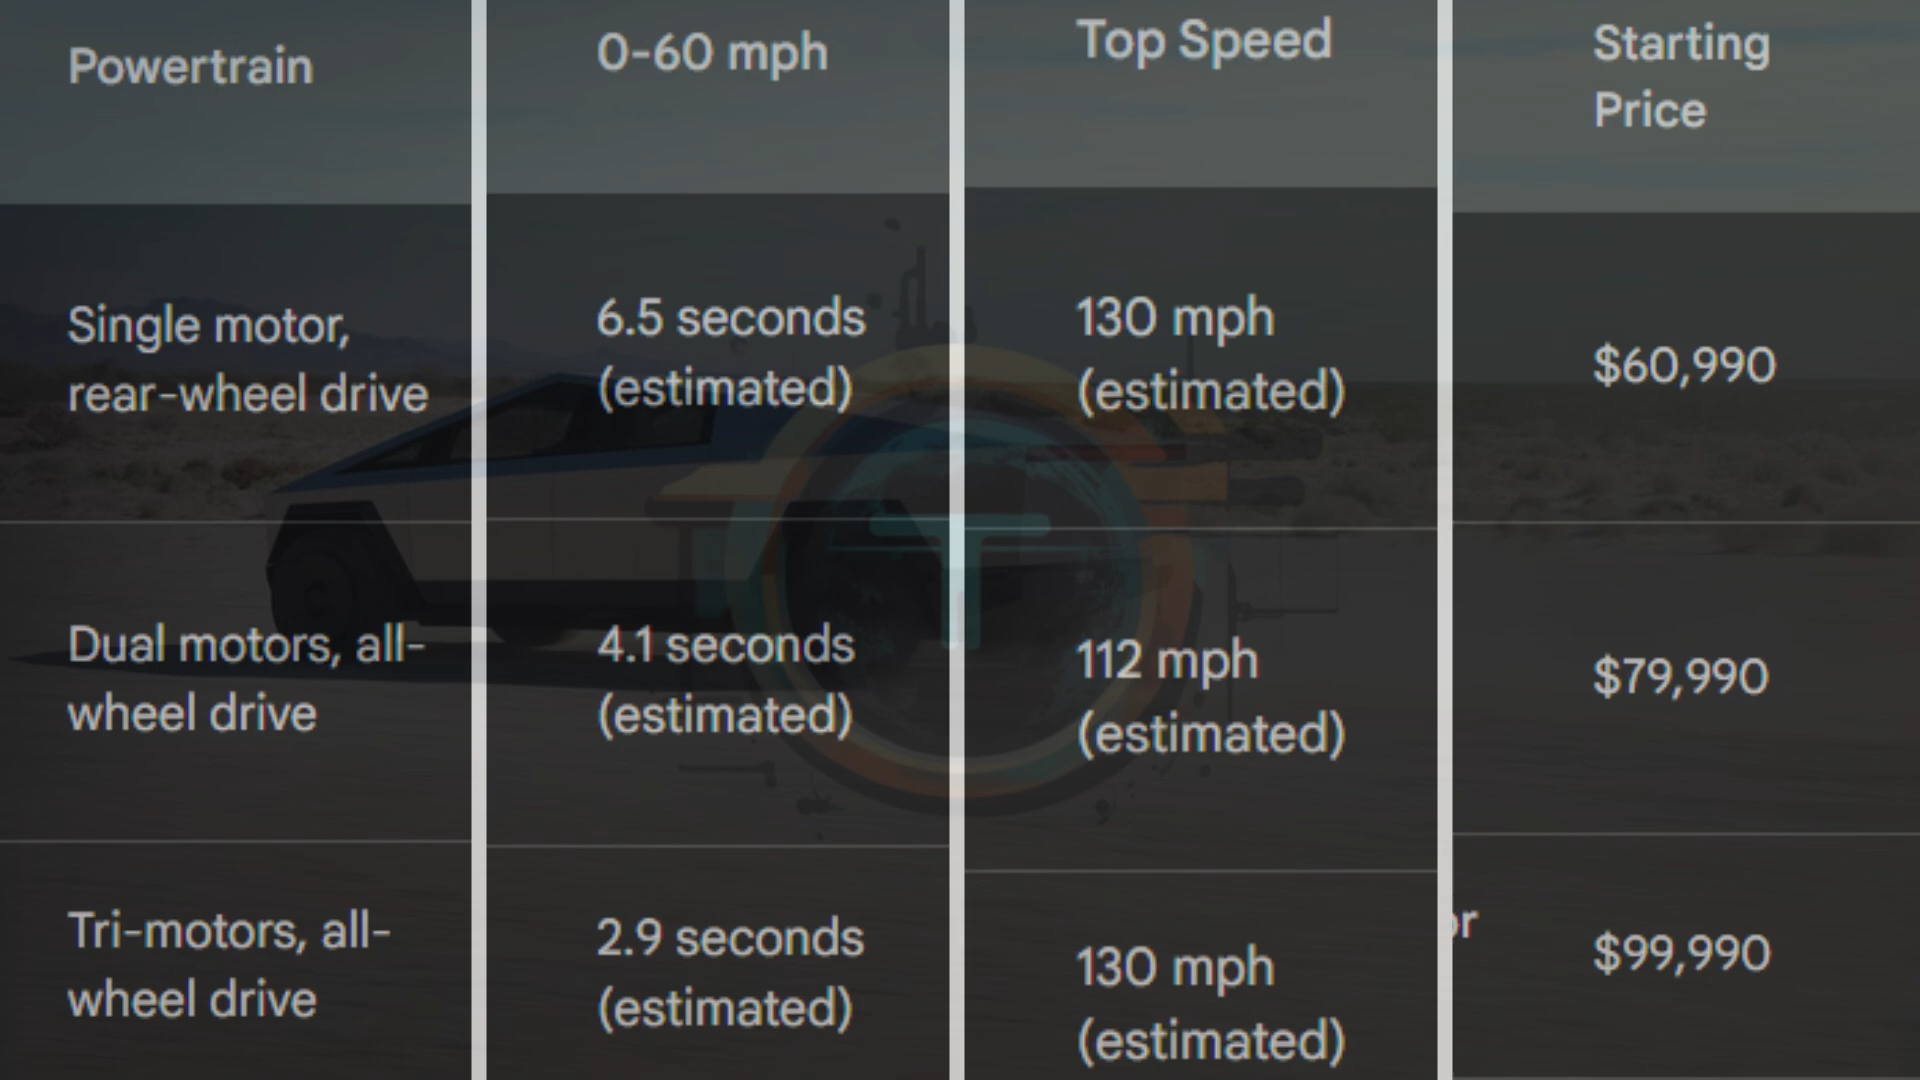 Powertrain
0-60 mph
Top Speed
Starting
Price
Single motor,
rear-wheel drive
6.5 seconds
(estimated)
130 mph
(estimated)
$60,990
Dual motors, all-
wheel drive
4.1 seconds
(estimated)
112 mph
(estimated)
$79,990
Tri-motors, all-
wheel drive
2.9 seconds
(estimated)
130 mph
(estimated)
$99,990
T